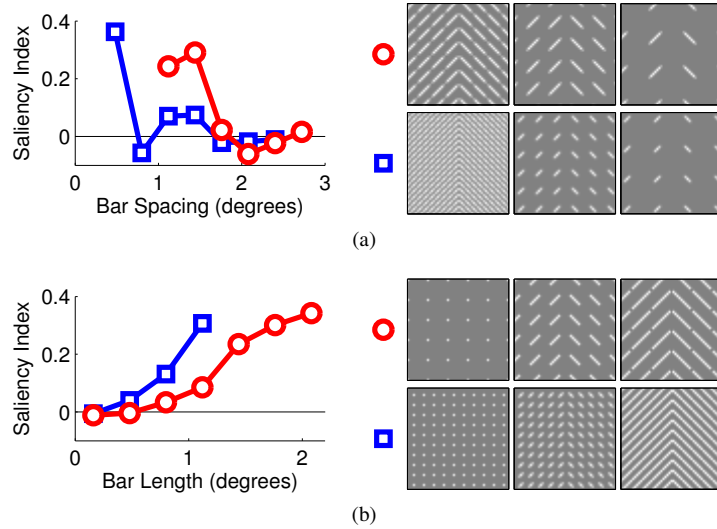 Saliency Index
0.4
0.2
0
0
1
2
3
Bar Spacing (degrees)
(a)
Saliency Index
0.4
0.2
0
0
1
2
Bar Length (degrees)
(b)